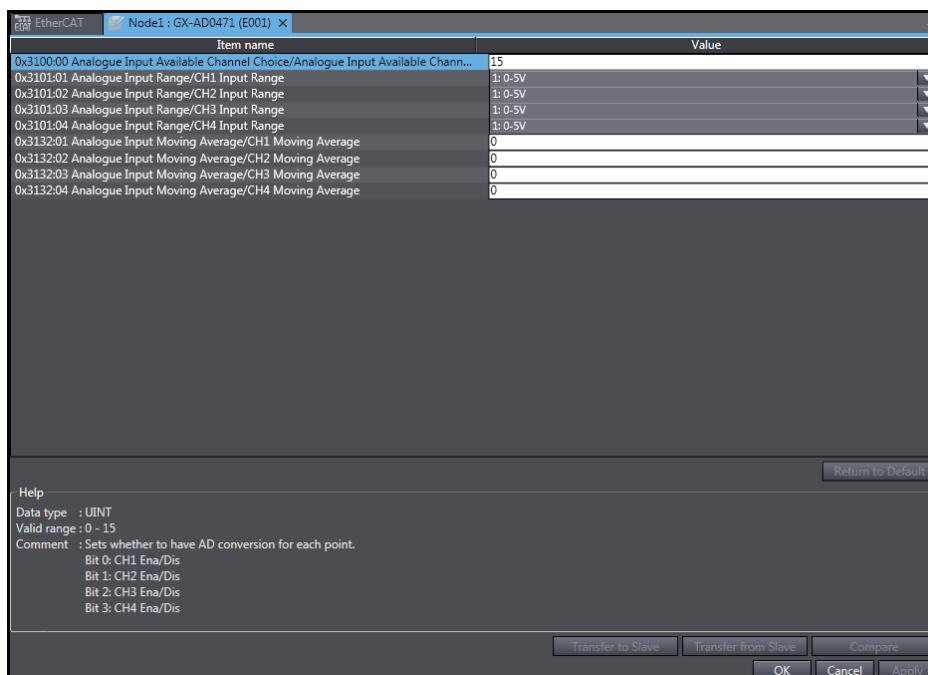 EtherCAT Node1 : GX-AD0471 (E001) ×
Item name Value
0x3100:00 Analogue Input Available Channel Choice/Analogue Input Available Chann... 15
0x3101:01 Analogue Input Range/CH1 Input Range 1: 0-5V
0x3101:02 Analogue Input Range/CH2 Input Range 1: 0-5V
0x3101:03 Analogue Input Range/CH3 Input Range 1: 0-5V
0x3101:04 Analogue Input Range/CH4 Input Range 1: 0-5V
0x3132:01 Analogue Input Moving Average/CH1 Moving Average 0
0x3132:02 Analogue Input Moving Average/CH2 Moving Average 0
0x3132:03 Analogue Input Moving Average/CH3 Moving Average 0
0x3132:04 Analogue Input Moving Average/CH4 Moving Average 0
Return to Default
Help
Data type : UINT
Valid range : 0 - 15
Comment : Sets whether to have AD conversion for each point.
Bit 0: CH1 Ena/Dis
Bit 1: CH2 Ena/Dis
Bit 2: CH3 Ena/Dis
Bit 3: CH4 Ena/Dis
Transfer to Slave Transfer from Slave Compare
OK Cancel Apply